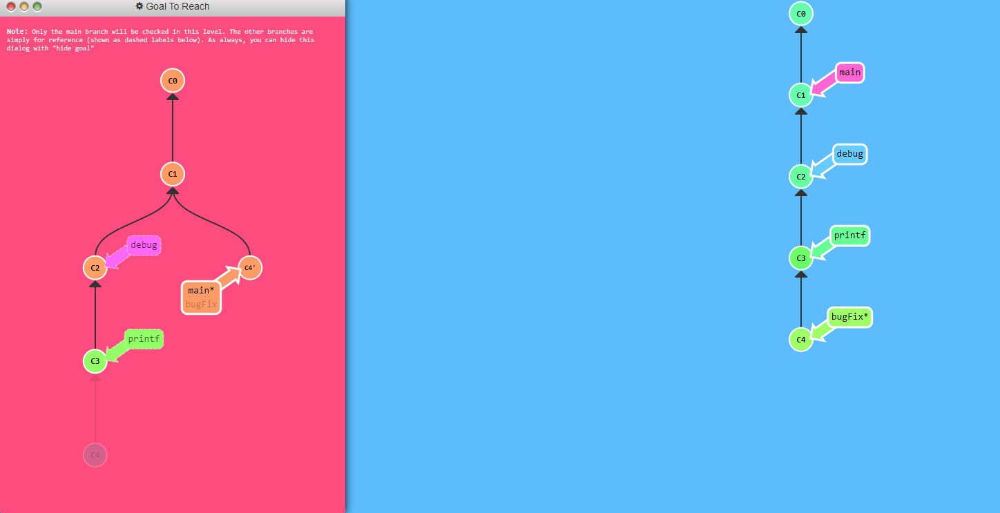 Goal To Reach
Note: Only the main branch will be checked in this level. The other branches are
simply for reference (shown as dashed labels below). As always, you can hide this
dialog with "hide goal"
C0
C1
debug
C2
C4'
main*
bugFix
printf
C3
C4
C0
main
C1
debug
C2
printf
C3
bugFix*
C4